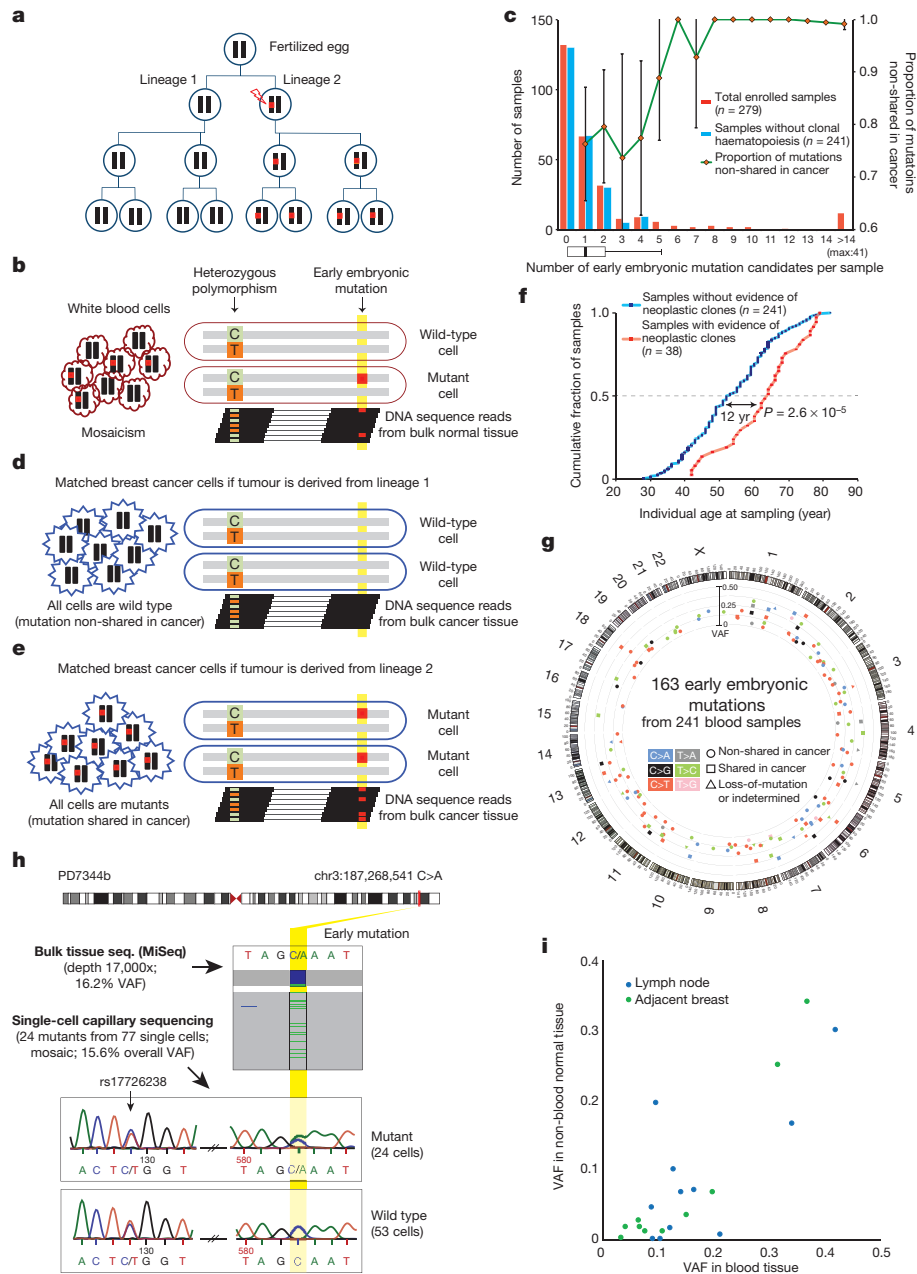 a
Fertilized egg
Lineage 1
Lineage 2
b
Heterozygous
polymorphism
Early embryonic
mutation
White blood cells
C
T
Wild-type
cell
C
T
Mutant
cell
Mosaicism
DNA sequence reads
from bulk normal tissue
d
Matched breast cancer cells if tumour is derived from lineage 1
C
T
Wild-type
cell
C
T
Wild-type
cell
All cells are wild type
(mutation non-shared in cancer)
DNA sequence reads
from bulk cancer tissue
e
Matched breast cancer cells if tumour is derived from lineage 2
C
T
Mutant
cell
C
T
Mutant
cell
All cells are mutants
(mutation shared in cancer)
DNA sequence reads
from bulk cancer tissue
c
Number of samples
150
100
50
0
1.0
0.9
0.8
0.7
0.6
Proportion of mutatoins
non-shared in cancer
Total enrolled samples
(n = 279)
Samples without clonal
haematopoiesis (n = 241)
Proportion of mutations
non-shared in cancer
0 1 2 3 4 5 6 7 8 9 10 11 12 13 14 >14
(max:41)
Number of early embryonic mutation candidates per sample
f
Samples without evidence of
neoplastic clones (n = 241)
Samples with evidence of
neoplastic clones
(n = 38)
Cumulative fraction of samples
1.0
0.5
0
12 yr
P = 2.6 × 10–5
20 30 40 50 60 70 80 90
Individual age at sampling (year)
g
X 1 2 3 4 5 6 7 8 9 10 11 12 13 14 15 16 17 18 19 20 21 22
0.50
0.25
0
VAF
163 early embryonic
mutations
from 241 blood samples
C>A T>A
C>G T>C
C>T T>G
Non-shared in cancer
Shared in cancer
Loss-of-mutation
or indetermined
h
PD7344b
chr3:187,268,541 C>A
Early mutation
Bulk tissue seq. (MiSeq)
(depth 17,000x;
16.2% VAF)
T A G C/A A A T
Single-cell capillary sequencing
(24 mutants from 77 single cells;
mosaic; 15.6% overall VAF)
rs17726238
130
A C T C/T G G T
580
T A G C/A A A T
Mutant
(24 cells)
130
A C T C/T G G T
580
T A G C A A T
Wild type
(53 cells)
i
Lymph node
Adjacent breast
VAF in non-blood normal tissue
0.4
0.3
0.2
0.1
0
0 0.1 0.2 0.3 0.4 0.5
VAF in blood tissue